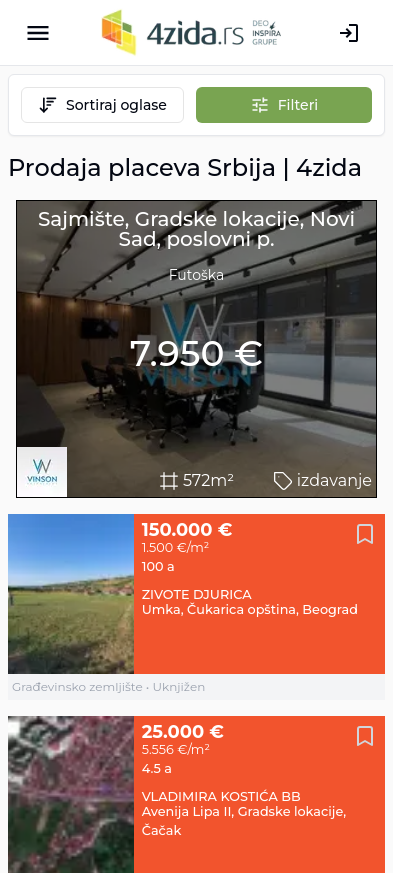 4zida.rs
DEO
INSPIRA
GRUPE
Sortiraj oglase
Filteri
Prodaja placeva Srbija | 4zida
Sajmište, Gradske lokacije, Novi
Sad, poslovni p.
Futoška
VINSON
7.950 €
VINSON
572m²
izdavanje
150.000 €
1.500 €/m²
100 a
ZIVOTE DJURICA
Umka, Čukarica opština, Beograd
Građevinsko zemljište • Uknjižen
25.000 €
5.556 €/m²
4.5 a
VLADIMIRA KOSTIĆA BB
Avenija Lipa II, Gradske lokacije,
Čačak